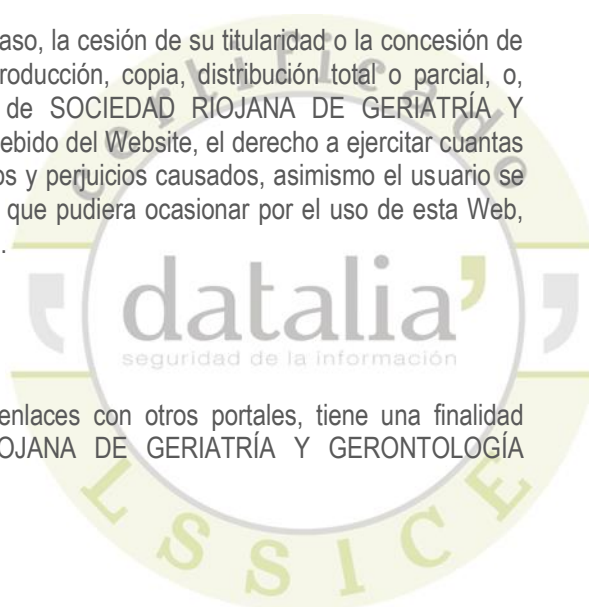 aso, la cesión de su titularidad o la concesión de
roducción, copia, distribución total o parcial, o,
de SOCIEDAD RIOJANA DE GERIATRÍA Y
ebido del Website, el derecho a ejercitar cuantas
os y perjuicios causados, asimismo el usuario se
que pudiera ocasionar por el uso de esta Web,
.
enlaces con otros portales, tiene una finalidad
OJANA DE GERIATRÍA Y GERONTOLOGÍA
certificado
datalia
seguridad de la información
LSSICE